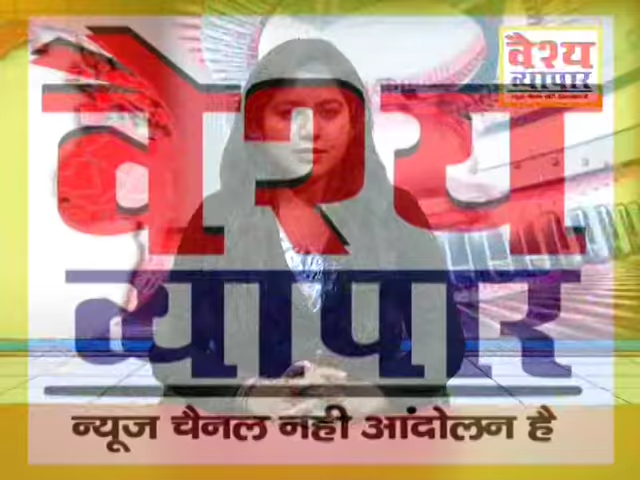 वैश्य
व्यापार
वैश्य
व्यापार
न्यूज चैनल नही आंदोलन है